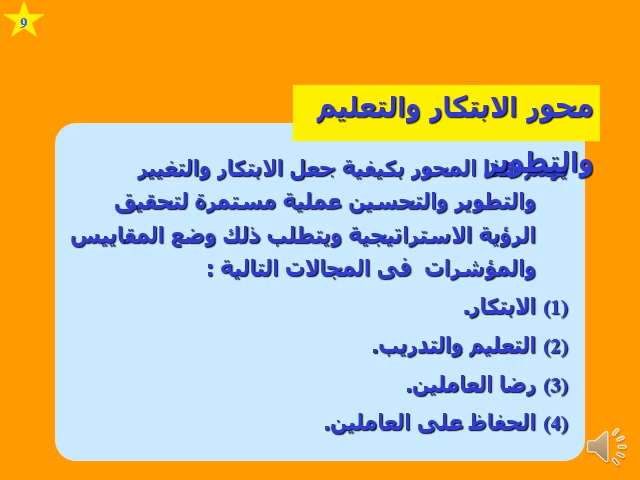 9
محور الابتكار والتعليم
والتطوير
هذا المحور بكيفية جعل الابتكار والتغيير
والتطوير والتحسين عملية مستمرة لتحقيق
الرؤية الاستراتيجية ويتطلب ذلك وضع المقاييس
والمؤشرات فى المجالات التالية :
(1) الابتكار.
(2) التعليم والتدريب.
(3) رضا العاملين.
(4) الحفاظ على العاملين.